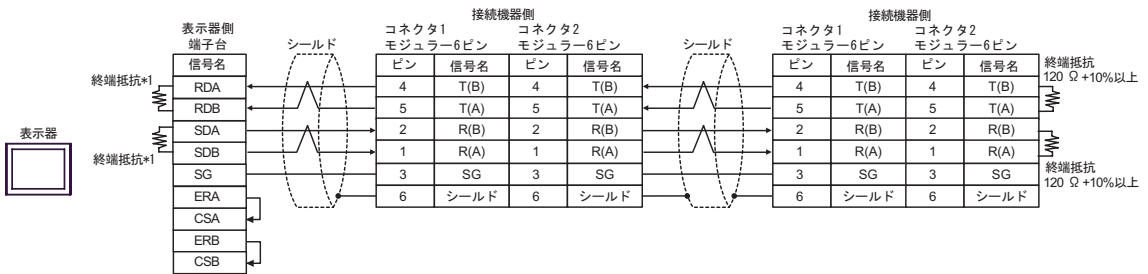 接続機器側
接続機器側
表示器側
端子台
シールド
コネクタ1
モジュラー6ピン
コネクタ2
モジュラー6ピン
シールド
コネクタ1
モジュラー6ピン
コネクタ2
モジュラー6ピン
信号名
ピン 信号名 ピン 信号名
ピン 信号名 ピン 信号名
終端抵抗
120 Ω +10%以上
終端抵抗*1
RDA 4 T(B) 4 T(B) 4 T(B) 4 T(B)
RDB 5 T(A) 5 T(A) 5 T(A) 5 T(A)
表示器
SDA 2 R(B) 2 R(B) 2 R(B) 2 R(B)
終端抵抗*1
SDB 1 R(A) 1 R(A) 1 R(A) 1 R(A)
SG 3 SG 3 SG 3 SG 3 SG
終端抵抗
120 Ω +10%以上
ERA 6 シールド 6 シールド 6 シールド 6 シールド
CSA
ERB
CSB